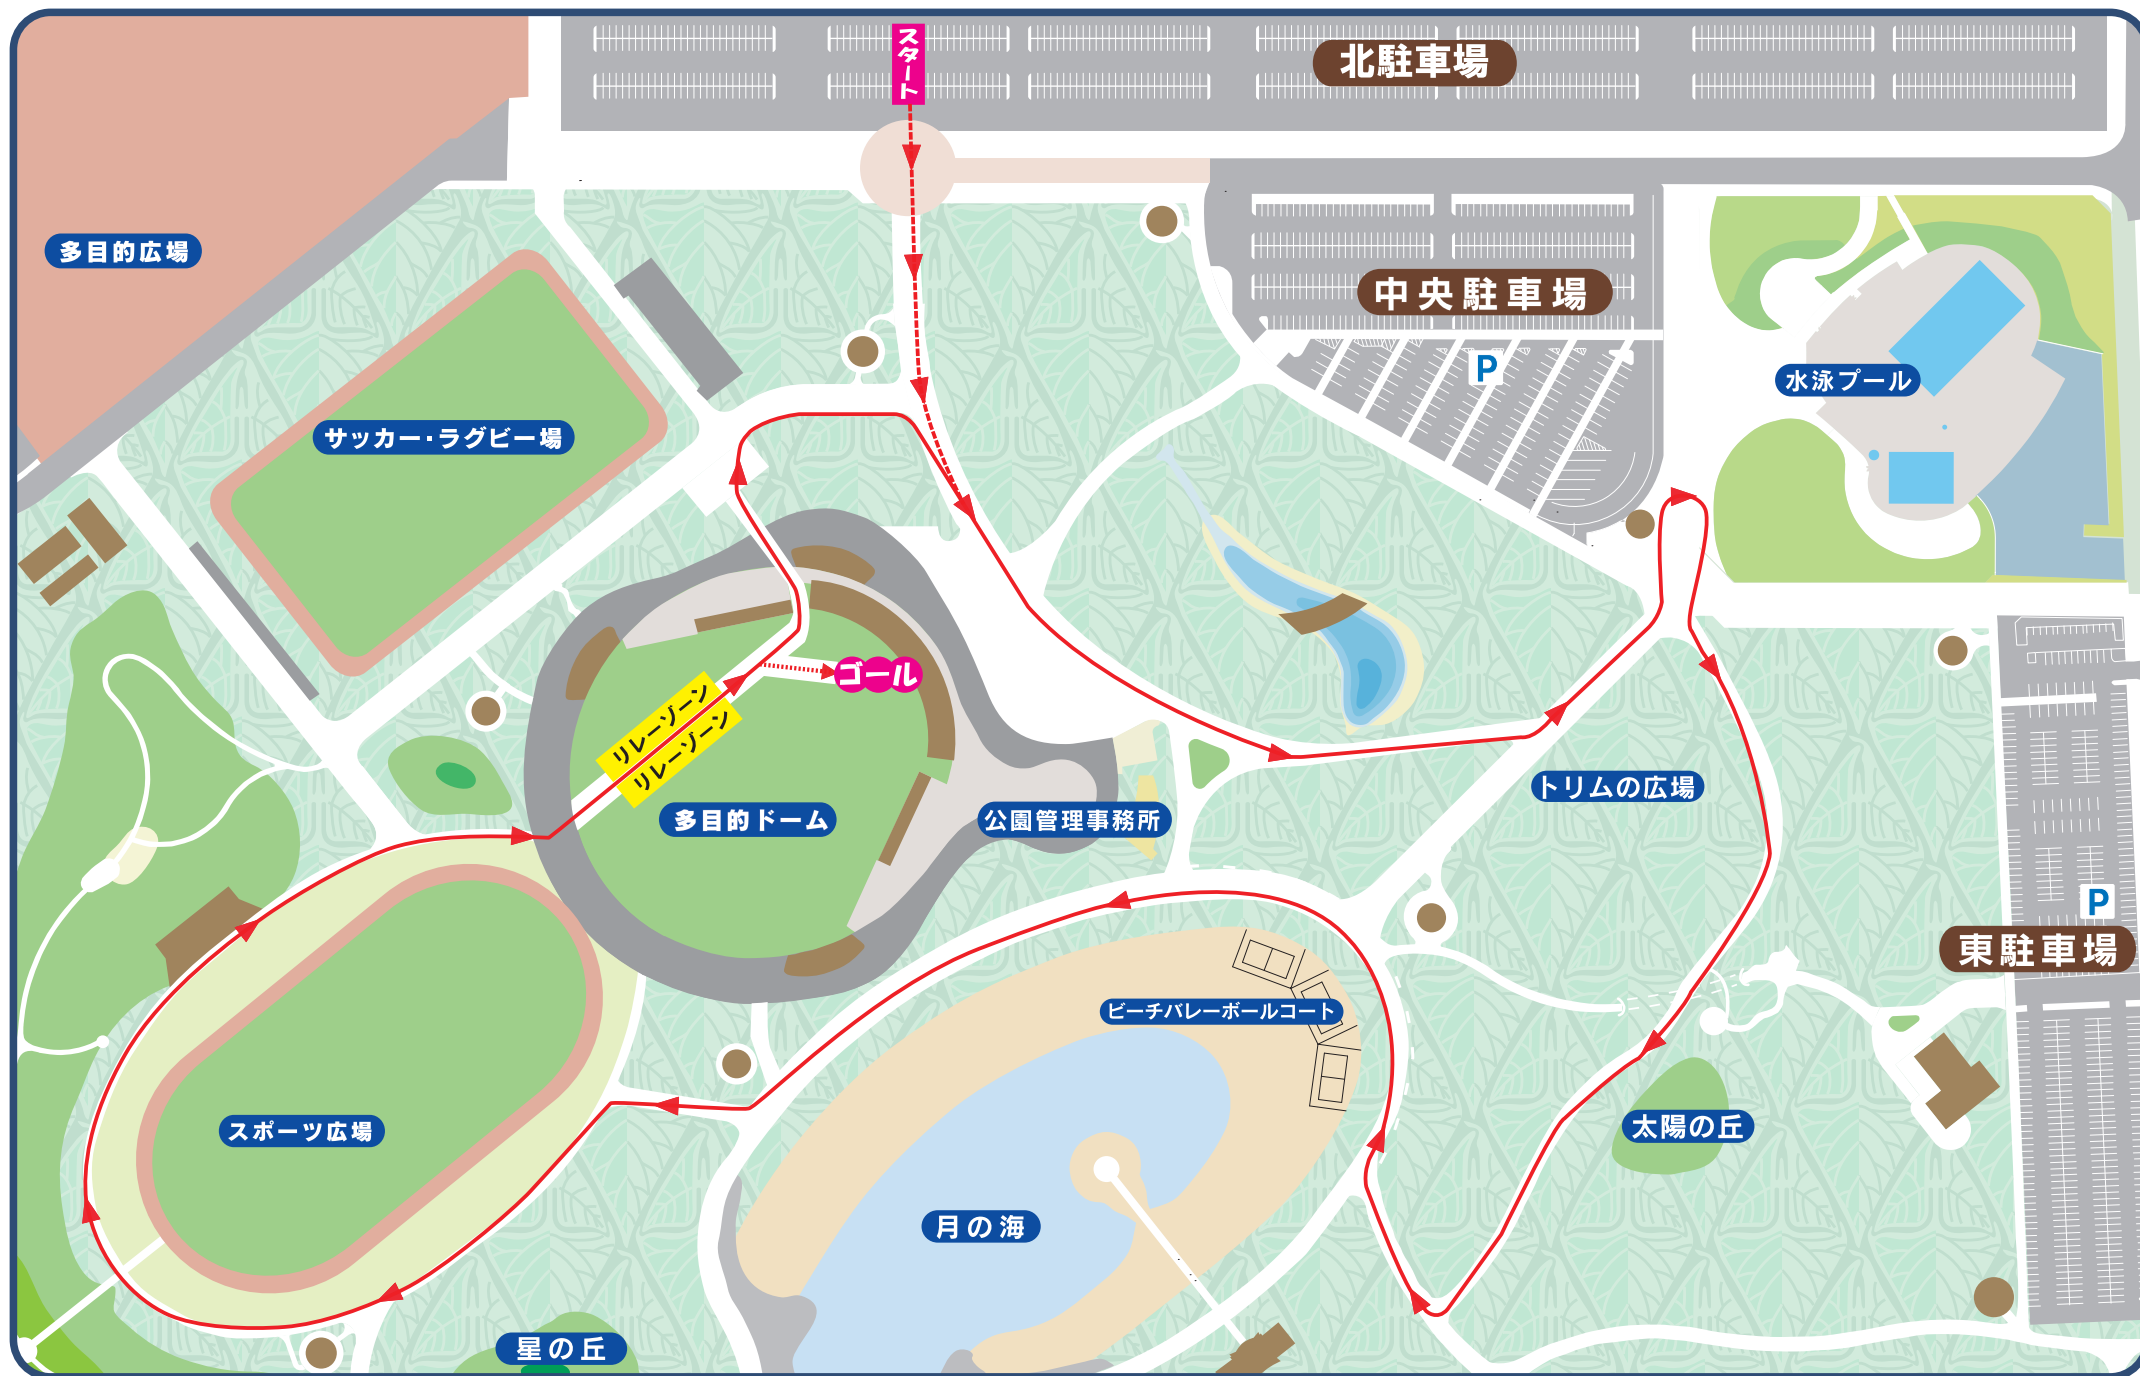 スタート
北駐車場
多目的広場
中央駐車場
P
水泳プール
サッカー・ラグビー場
ゴール
リレーゾーン
リレーゾーン
トリムの広場
多目的ドーム
公園管理事務所
P
東駐車場
ビーチバレーボールコート
スポーツ広場
太陽の丘
月の海
星の丘